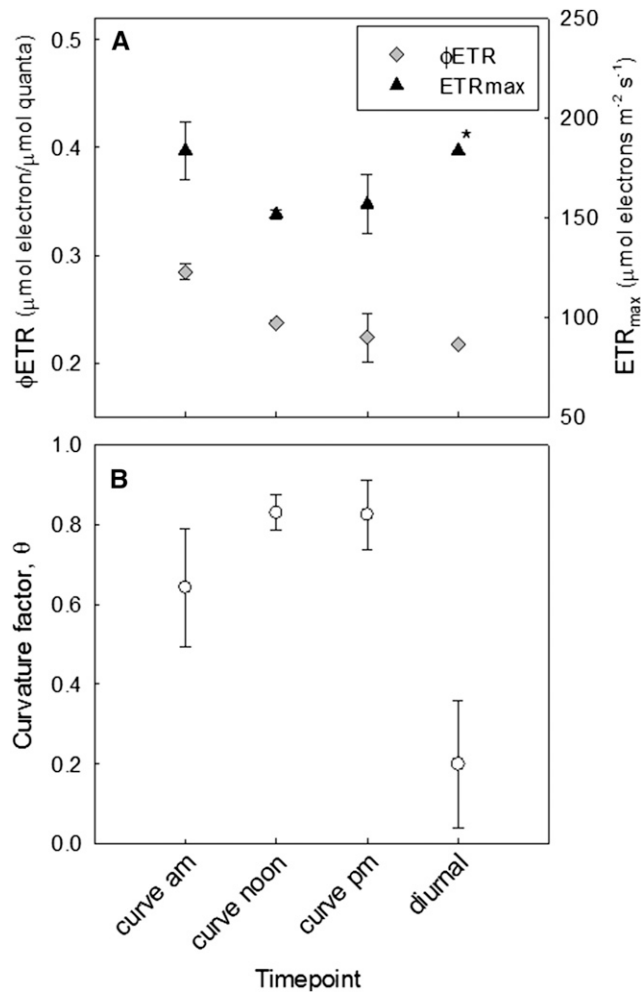 A
ϕETR
ETRmax
*
0.5
0.4
0.3
0.2
ϕETR (μmol electron/μmol quanta)
250
200
150
100
50
ETRmax (μmol electrons m-2 s-1)
B
1.0
0.8
0.6
0.4
0.2
0.0
Curvature factor, θ
curve am
curve noon
curve pm
diurnal
Timepoint